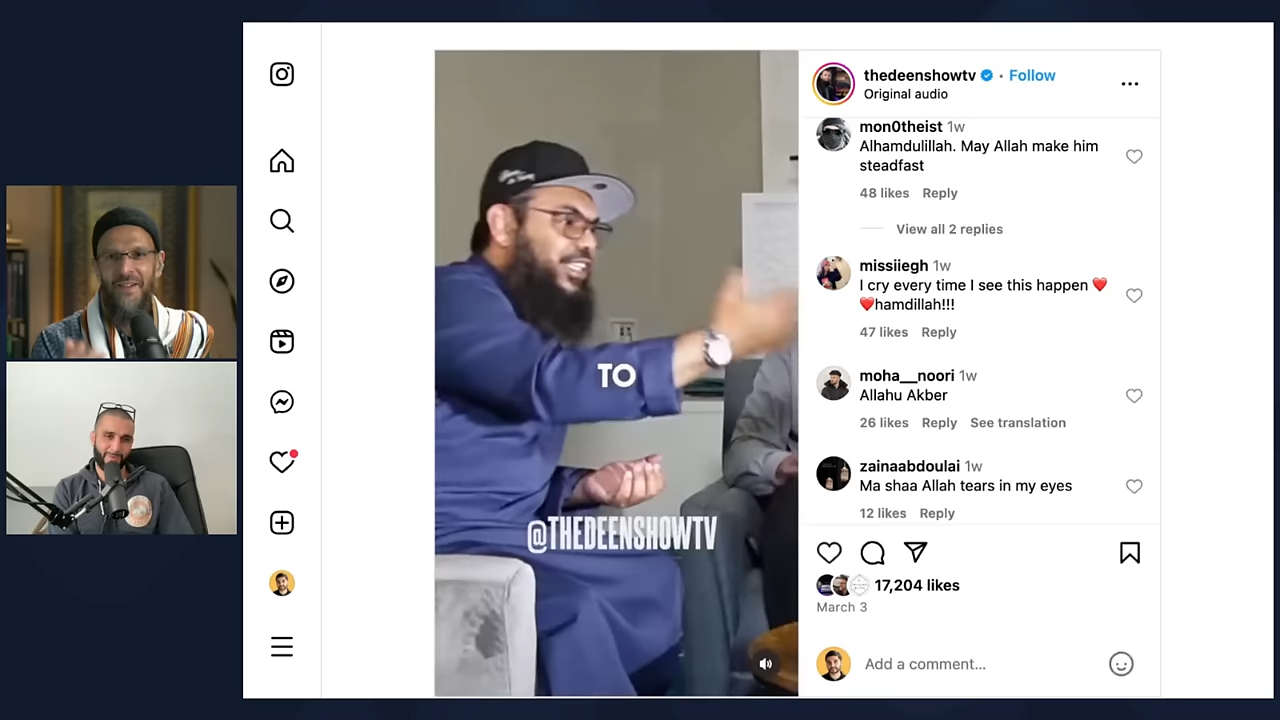 thedeenshowtv · Follow
Original audio
mon0theist 1w
Alhamdulillah. May Allah make him
steadfast
48 likes Reply
View all 2 replies
missiiegh 1w
I cry every time I see this happen ❤️
❤️hamdillah!!!
47 likes Reply
moha__noori 1w
Allahu Akber
26 likes Reply See translation
zainaabdoulai 1w
Ma shaa Allah tears in my eyes
12 likes Reply
17,204 likes
March 3
Add a comment...
TO
@THEDEENSHOWTV